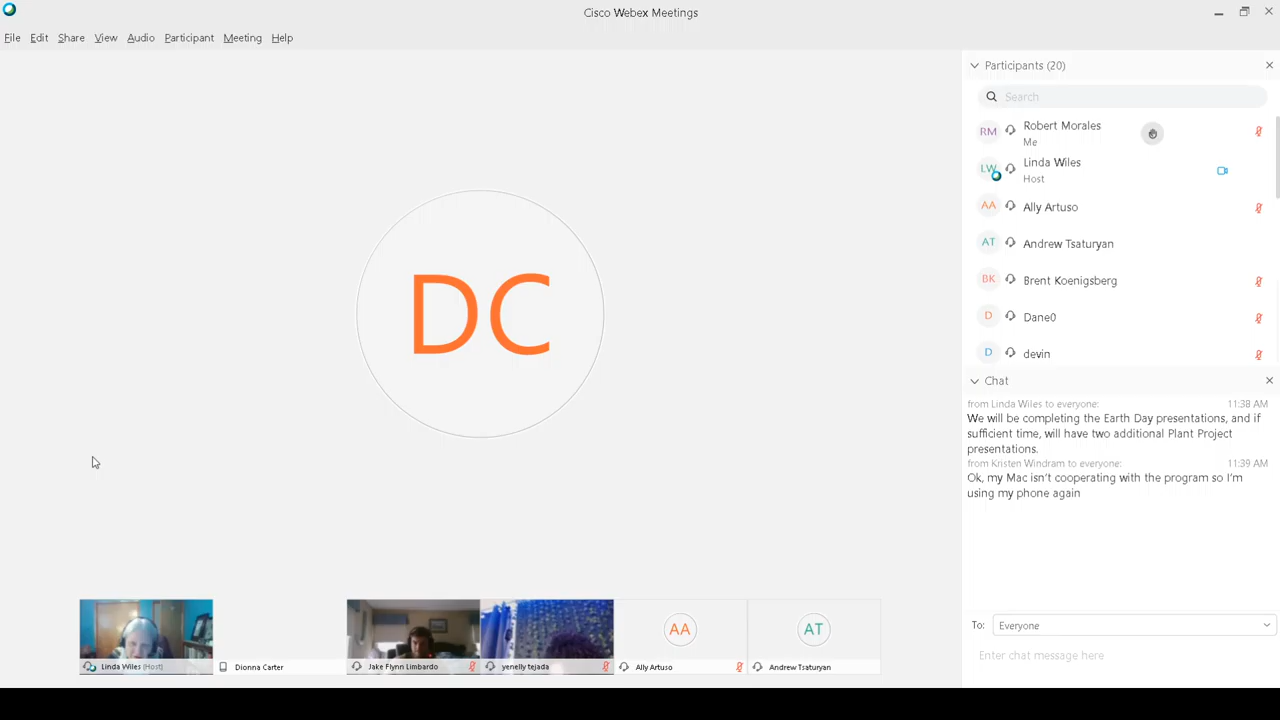 Cisco Webex Meetings
File Edit Share View Audio Participant Meeting Help
Participants (20)
Search
RM Robert Morales
Me
LW Linda Wiles
Host
AA Ally Artuso
AT Andrew Tsaturyan
BK Brent Koenigsberg
D Dane0
D devin
DC
Chat
from Linda Wiles to everyone: 11:38 AM
We will be completing the Earth Day presentations, and if
sufficient time, will have two additional Plant Project
presentations.
from Kristen Windram to everyone: 11:39 AM
Ok, my Mac isn't cooperating with the program so I'm
using my phone again
To: Everyone
Enter chat message here
AA AT
Linda Wiles (Host) Dionna Carter Jake Flynn Limbardo yenelly tejada Ally Artuso Andrew Tsaturyan